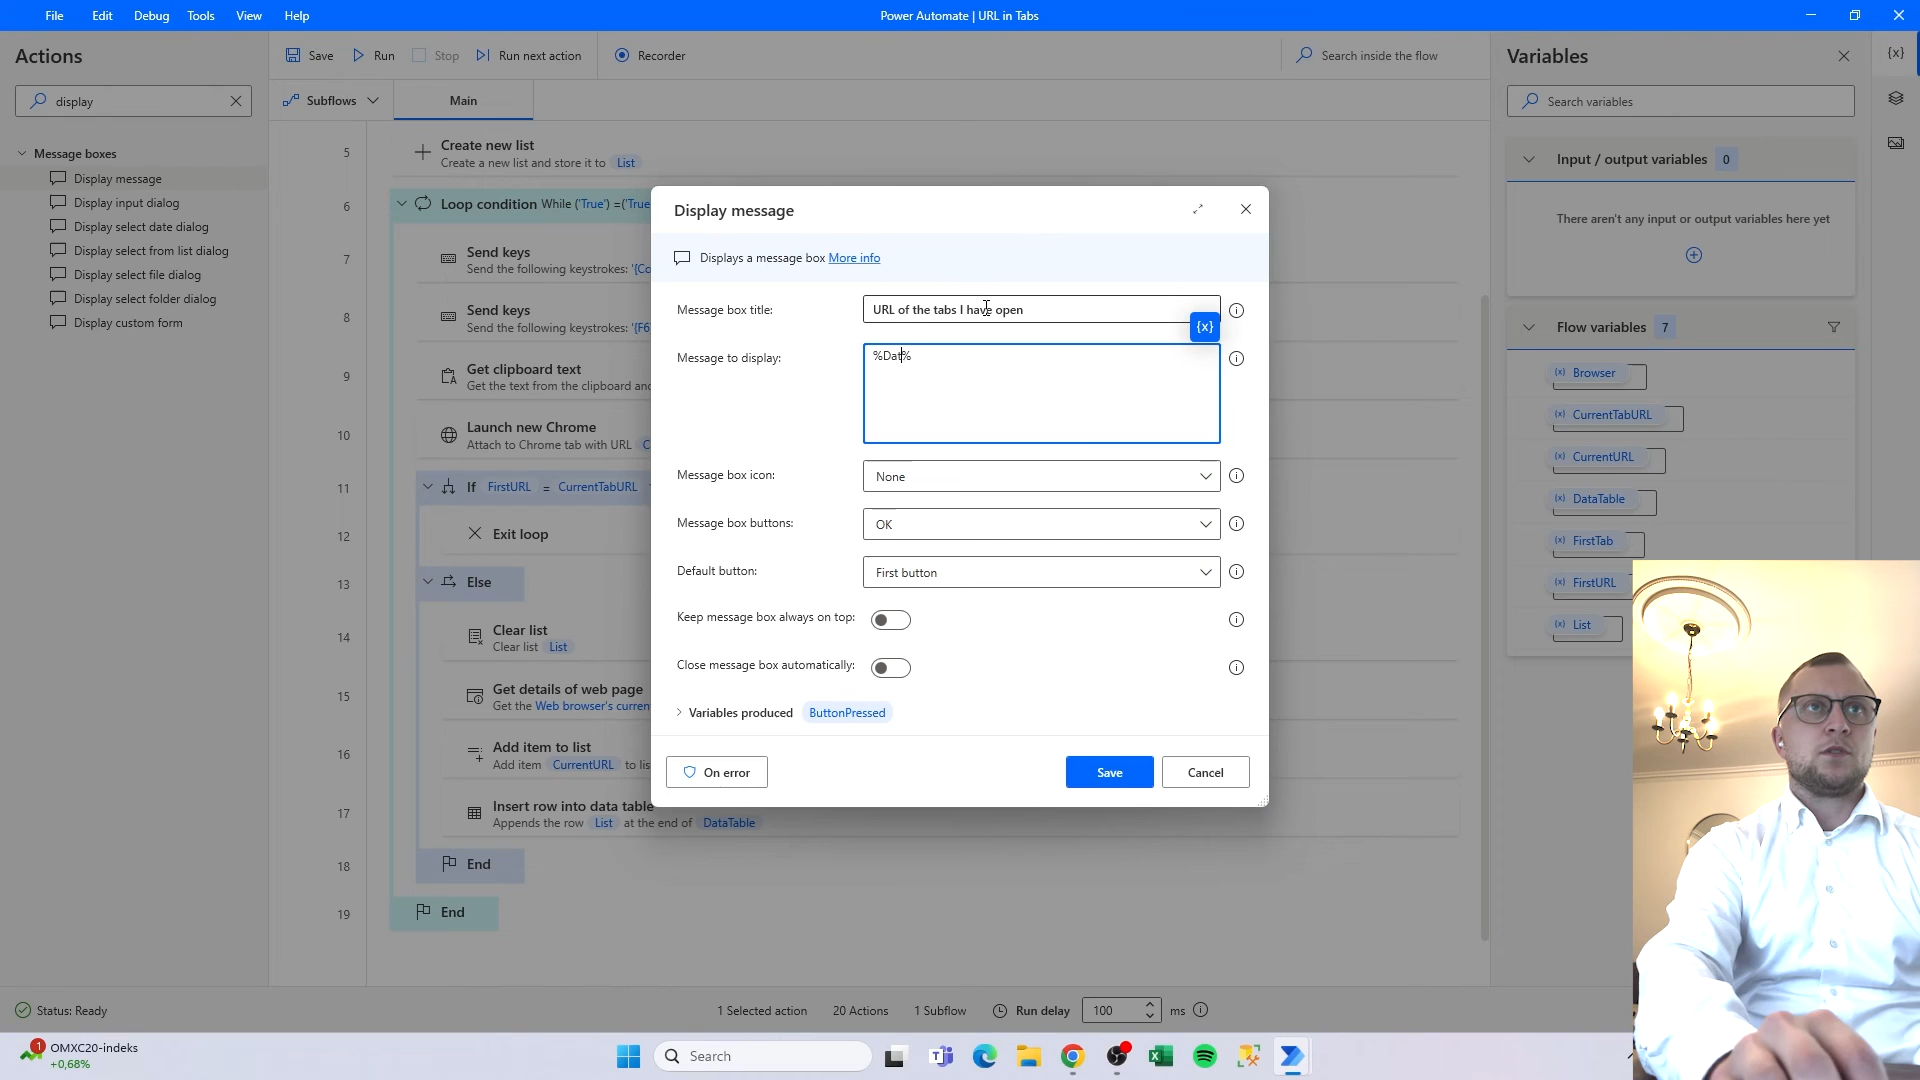 File Edit Debug Tools View Help
Power Automate | URL in Tabs
Actions
display
Message boxes
Display message
Display input dialog
Display select date dialog
Display select from list dialog
Display select file dialog
Display select folder dialog
Display custom form
Save Run Stop Run next action Recorder
Search inside the flow
Subflows Main
5 Create new list
Create a new list and store it to List
6 Loop condition While ('True') =('True
7 Send keys
Send the following keystrokes: '{Co
8 Send keys
Send the following keystrokes: '{F6
9 Get clipboard text
Get the text from the clipboard and
10 Launch new Chrome
Attach to Chrome tab with URL C
11 If FirstURL = CurrentTabURL
12 Exit loop
13 Else
14 Clear list
Clear list List
15 Get details of web page
Get the Web browser's curren
16 Add item to list
Add item CurrentURL to lis
17 Insert row into data table
Appends the row List at the end of DataTable
18 End
19 End
Display message
Displays a message box More info
Message box title: URL of the tabs I have open
{x}
Message to display: %Dat%
Message box icon: None
Message box buttons: OK
Default button: First button
Keep message box always on top:
Close message box automatically:
Variables produced ButtonPressed
On error Save Cancel
Variables
{x}
Search variables
Input / output variables 0
There aren't any input or output variables here yet
Flow variables 7
(x) Browser
(x) CurrentTabURL
(x) CurrentURL
(x) DataTable
(x) FirstTab
(x) FirstURL
(x) List
Status: Ready
1 Selected action 20 Actions 1 Subflow Run delay 100 ms
1 OMXC20-indeks
+0,68%
Search